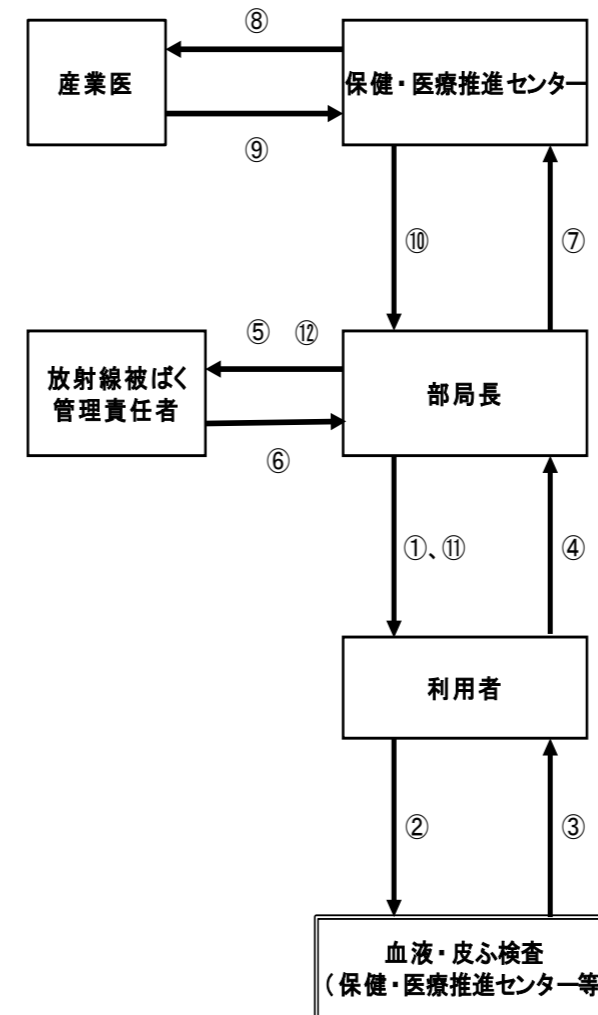 ⑧
産業医
保健・医療推進センター
⑨
⑩
⑦
⑤ ⑫
放射線被ばく
管理責任者
部局長
⑥
①、⑪
④
利用者
②
③
血液・皮ふ検査
(保健・医療推進センター等